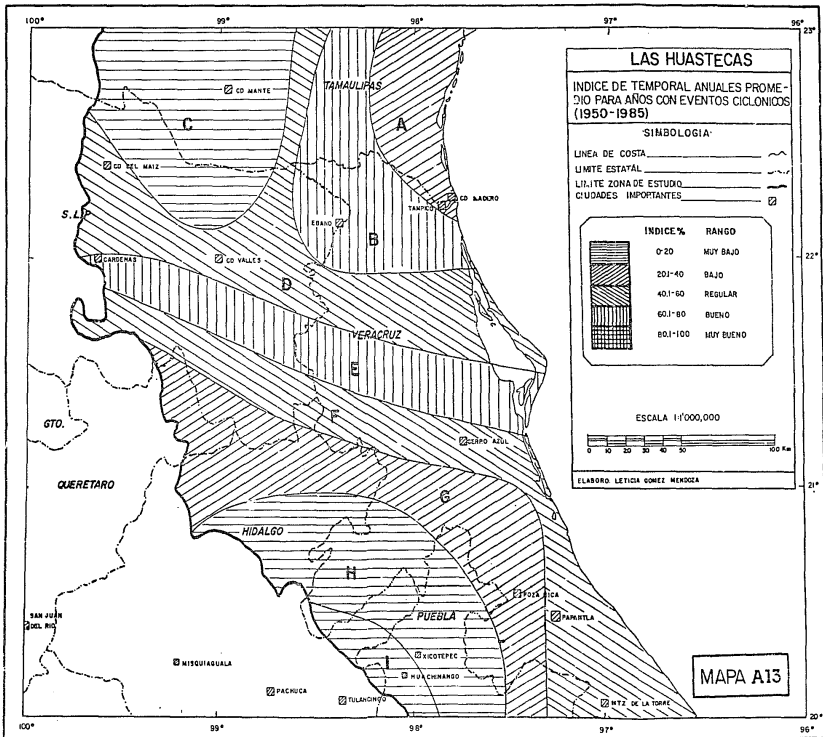 100° 99° 98° 97° 96°
23°
LAS HUASTECAS
INDICE DE TEMPORAL ANUALES PROME-
DIO PARA AÑOS CON EVENTOS CICLONICOS
(1950-1985)
·SIMBOLOGIA·
LINEA DE COSTA
LIMITE ESTATAL
LIMITE ZONA DE ESTUDIO
CIUDADES IMPORTANTES
INDICE % RANGO
0-20 MUY BAJO
20.1-40 BAJO
40.1-60 REGULAR
60.1-80 BUENO
80.1-100 MUY BUENO
ESCALA 1:1'000,000
0 10 20 30 40 50 100 Km
ELABORO: LETICIA GOMEZ MENDOZA
TAMAULIPAS
CD MANTE
C
A
CD DEL MAIZ
CD MADERO
TAMPICO
S.L.P
EBANO
B
22°
CARDENAS
CD VALLES
D
VERACRUZ
E
F
GTO.
CERRO AZUL
QUERETARO
21°
G
HIDALGO
H
POZA RICA
PUEBLA
PAPANTLA
SAN JUAN
DEL RIO
XICOTEPEC
MISQUIAGUALA
I
HUACHINANGO
MAPA A13
PACHUCA
TULANCINGO
MTZ DE LA TORRE
20°
100° 99° 98° 97° 96°